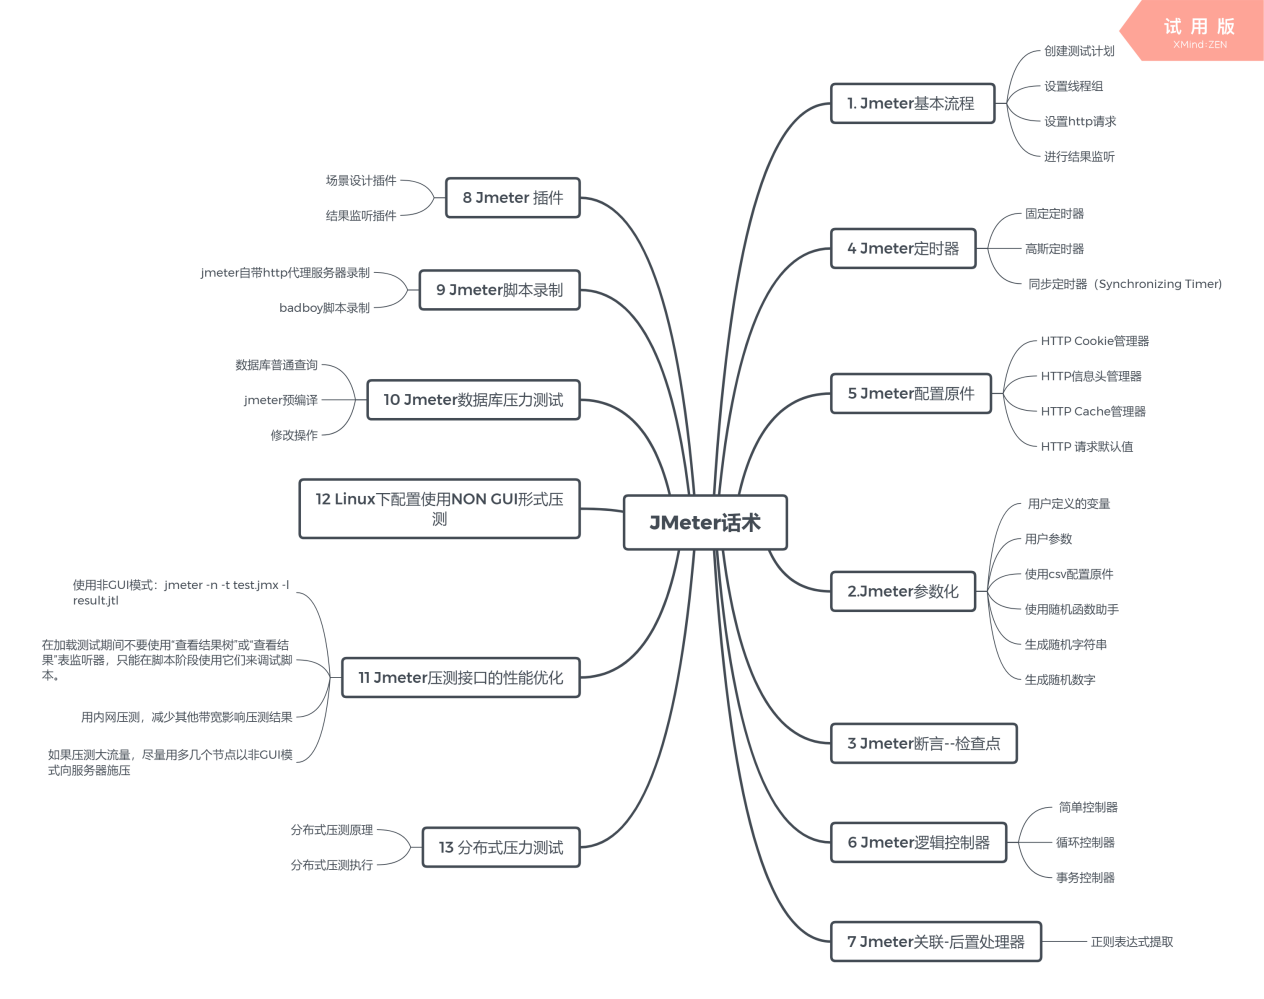 试用版
XMind:ZEN
JMeter话术
1. Jmeter基本流程
创建测试计划
设置线程组
设置http请求
进行结果监听
4 Jmeter定时器
固定定时器
高斯定时器
同步定时器（Synchronizing Timer)
5 Jmeter配置原件
HTTP Cookie管理器
HTTP信息头管理器
HTTP Cache管理器
HTTP 请求默认值
2.Jmeter参数化
用户定义的变量
用户参数
使用csv配置原件
使用随机函数助手
生成随机字符串
生成随机数字
3 Jmeter断言--检查点
6 Jmeter逻辑控制器
简单控制器
循环控制器
事务控制器
7 Jmeter关联-后置处理器
正则表达式提取
8 Jmeter 插件
场景设计插件
结果监听插件
9 Jmeter脚本录制
jmeter自带http代理服务器录制
badboy脚本录制
10 Jmeter数据库压力测试
数据库普通查询
jmeter预编译
修改操作
12 Linux下配置使用NON GUI形式压
测
11 Jmeter压测接口的性能优化
使用非GUI模式：jmeter -n -t test.jmx -l
result.jtl
在加载测试期间不要使用“查看结果树”或“查看结
果”表监听器，只能在脚本阶段使用它们来调试脚
本。
用内网压测，减少其他带宽影响压测结果
如果压测大流量，尽量用多几个节点以非GUI模
式向服务器施压
13 分布式压力测试
分布式压测原理
分布式压测执行